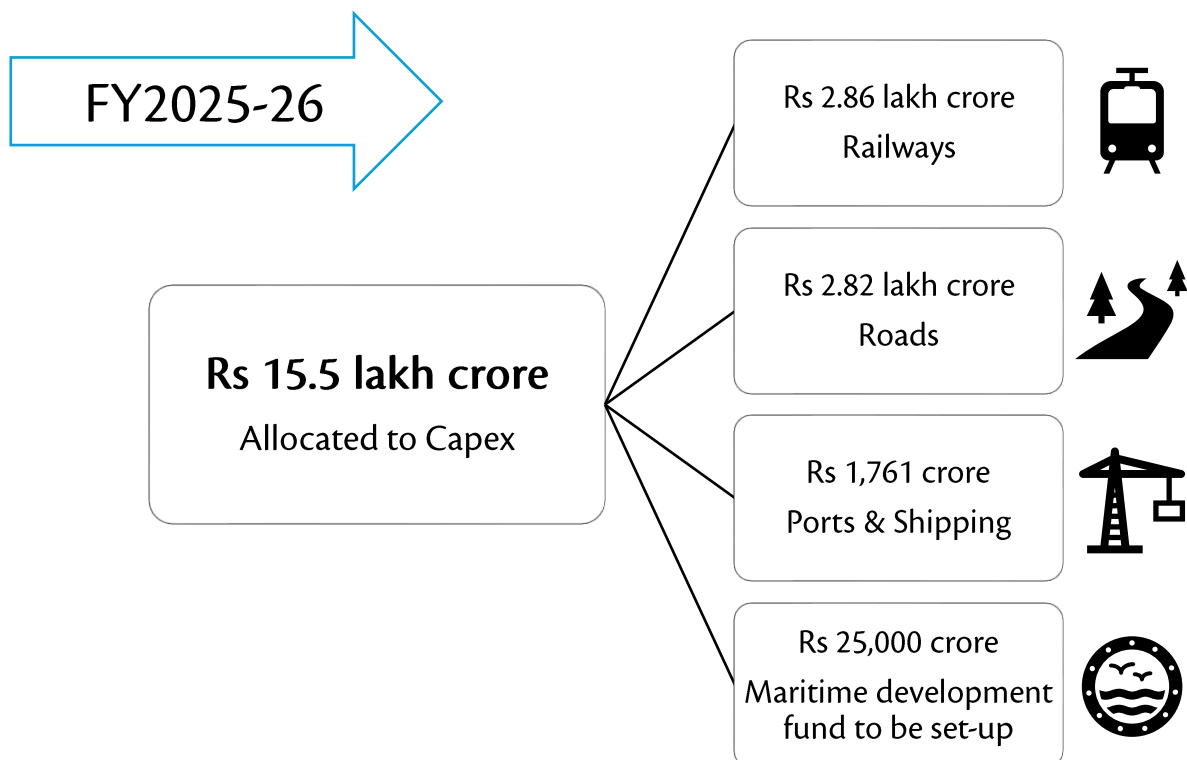 FY2025-26
Rs 15.5 lakh crore
Allocated to Capex
Rs 2.86 lakh crore
Railways
Rs 2.82 lakh crore
Roads
Rs 1,761 crore
Ports & Shipping
Rs 25,000 crore
Maritime development
fund to be set-up